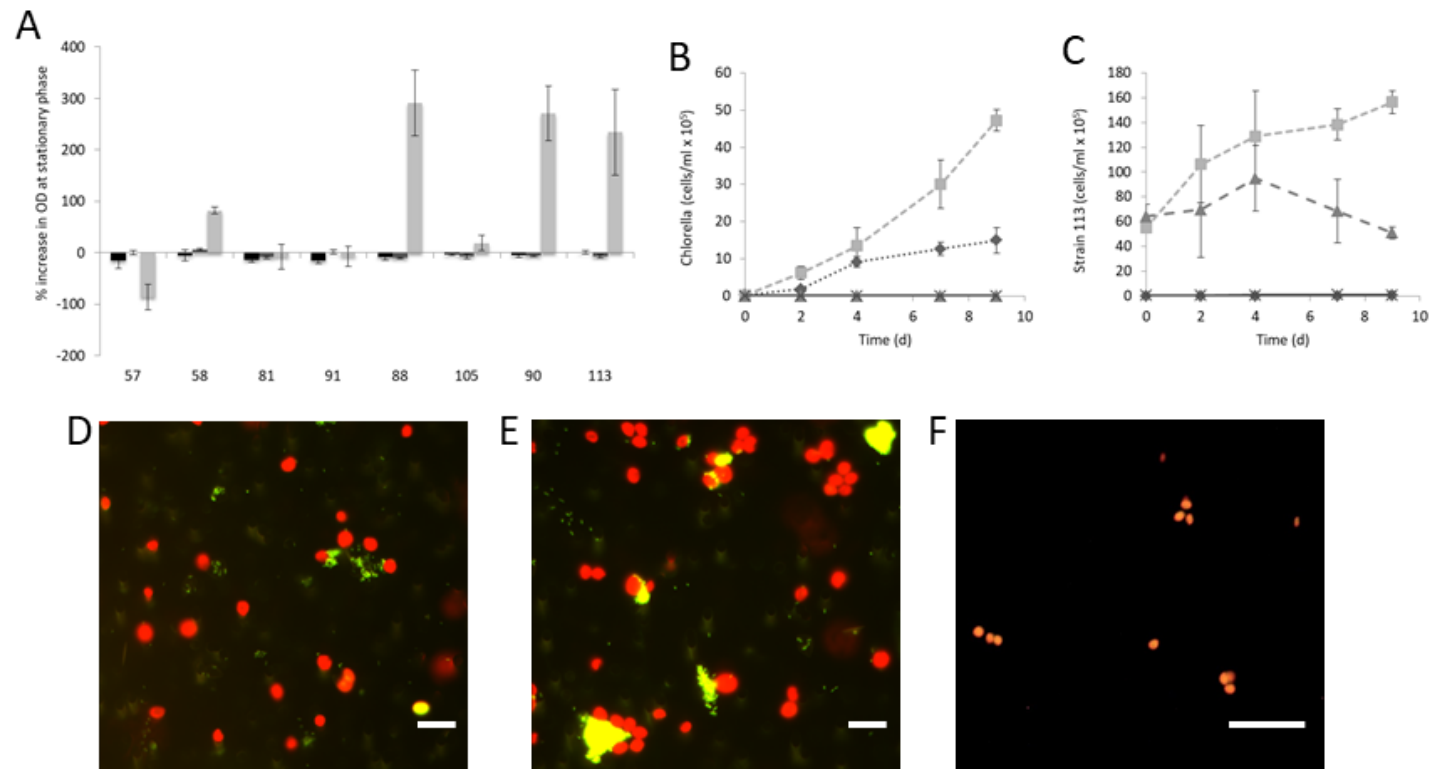 A
% increase in OD at stationary phase
400
300
200
100
0
-100
-200
57 58 81 91 88 105 90 113
B
Chlorella (cells/ml x 10⁵)
60
50
40
30
20
10
0
0 2 4 6 8 10
Time (d)
C
Strain 113 (cells/ml x 10⁵)
180
160
140
120
100
80
60
40
20
0
0 2 4 6 8 10
Time (d)
D
E
F